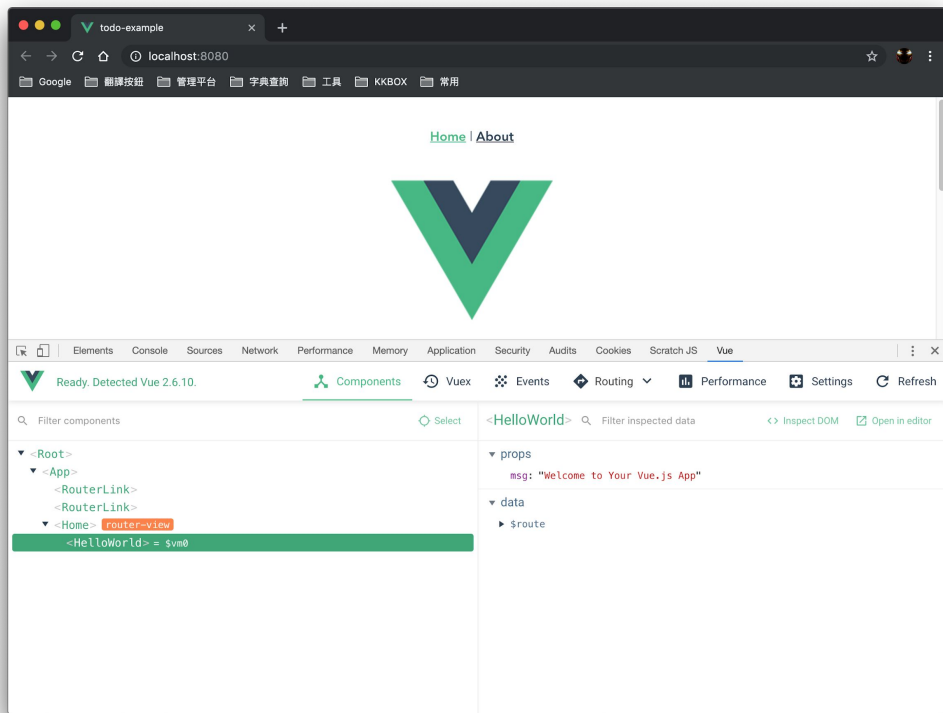 todo-example
localhost:8080
Google 翻譯按鈕 管理平台 字典查詢 工具 KKBOX 常用
Home | About
Elements Console Sources Network Performance Memory Application Security Audits Cookies Scratch JS Vue
Ready. Detected Vue 2.6.10. Components Vuex Events Routing Performance Settings Refresh
Filter components Select <HelloWorld> Filter inspected data <> Inspect DOM Open in editor
<Root>
<App>
<RouterLink>
<RouterLink>
<Home> router-view
<HelloWorld> = $vm0
props
msg: "Welcome to Your Vue.js App"
data
$route